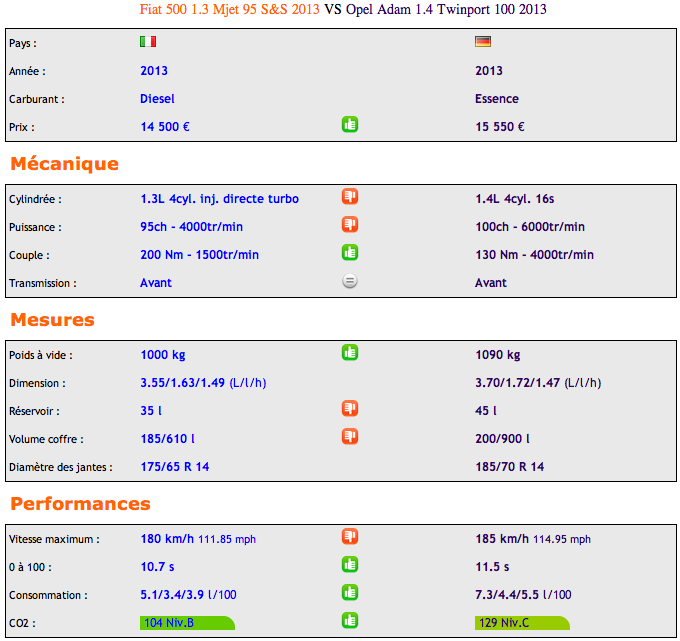 Fiat 500 1.3 Mjet 95 S&S 2013 VS Opel Adam 1.4 Twinport 100 2013
Pays :
Année : 2013 2013
Carburant : Diesel Essence
Prix : 14 500 € 15 550 €
Mécanique
Cylindrée : 1.3L 4cyl. inj. directe turbo 1.4L 4cyl. 16s
Puissance : 95ch - 4000tr/min 100ch - 6000tr/min
Couple : 200 Nm - 1500tr/min 130 Nm - 4000tr/min
Transmission : Avant Avant
Mesures
Poids à vide : 1000 kg 1090 kg
Dimension : 3.55/1.63/1.49 (L/l/h) 3.70/1.72/1.47 (L/l/h)
Réservoir : 35 l 45 l
Volume coffre : 185/610 l 200/900 l
Diamètre des jantes : 175/65 R 14 185/70 R 14
Performances
Vitesse maximum : 180 km/h 111.85 mph 185 km/h 114.95 mph
0 à 100 : 10.7 s 11.5 s
Consommation : 5.1/3.4/3.9 l/100 7.3/4.4/5.5 l/100
CO2 : 104 Niv.B 129 Niv.C